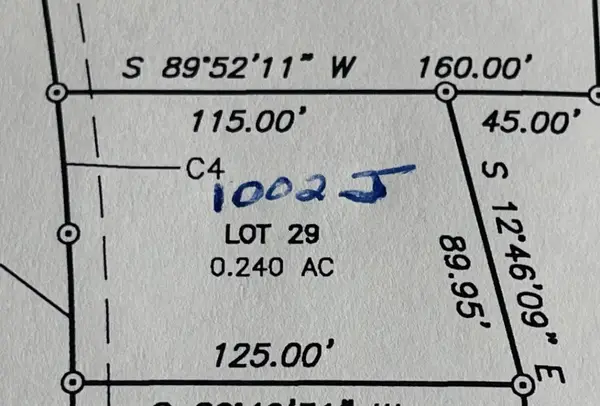 S 89°52'11" W 160.00'
115.00' 45.00'
C4
1002 J
LOT 29
0.240 AC
S 12°46'09" E
89.95'
125.00'